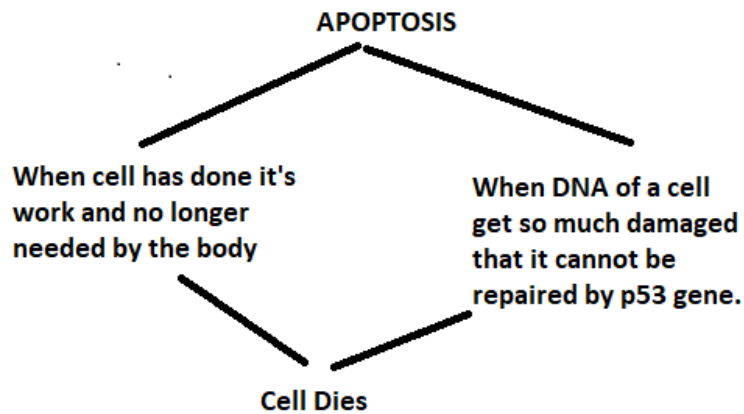 APOPTOSIS
When cell has done it's
work and no longer
needed by the body
When DNA of a cell
get so much damaged
that it cannot be
repaired by p53 gene.
Cell Dies